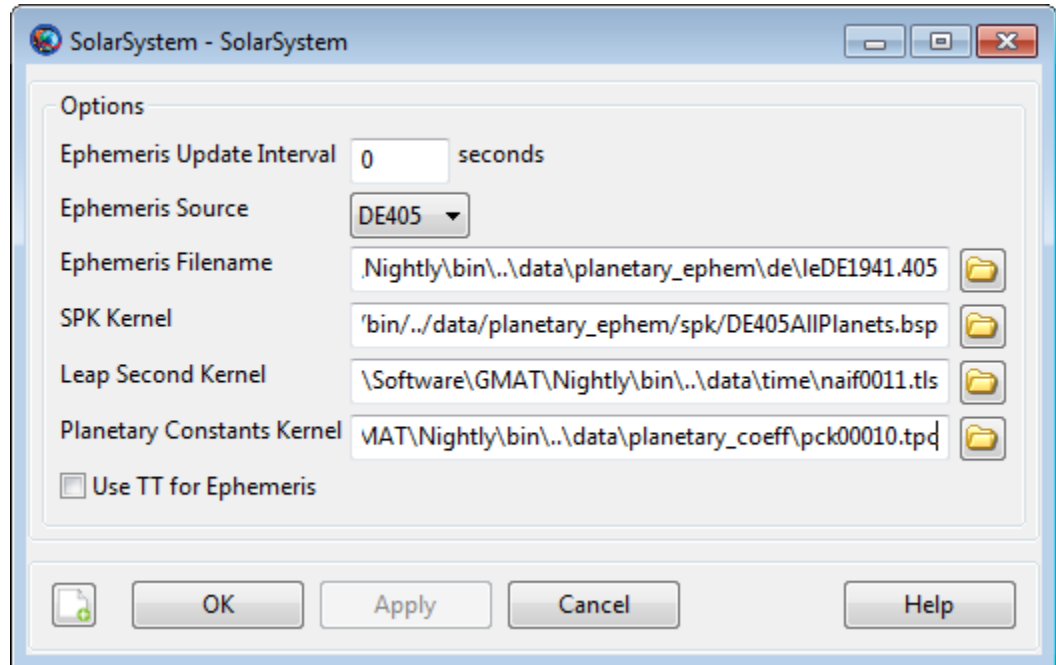 SolarSystem - SolarSystem
Options
Ephemeris Update Interval 0 seconds
Ephemeris Source DE405
Ephemeris Filename .Nightly\bin\..\data\planetary_ephem\de\leDE1941.405
SPK Kernel /bin/../data/planetary_ephem/spk/DE405AllPlanets.bsp
Leap Second Kernel \Software\GMAT\Nightly\bin\..\data\time\naif0011.tls
Planetary Constants Kernel MAT\Nightly\bin\..\data\planetary_coeff\pck00010.tpc
Use TT for Ephemeris
OK Apply Cancel Help